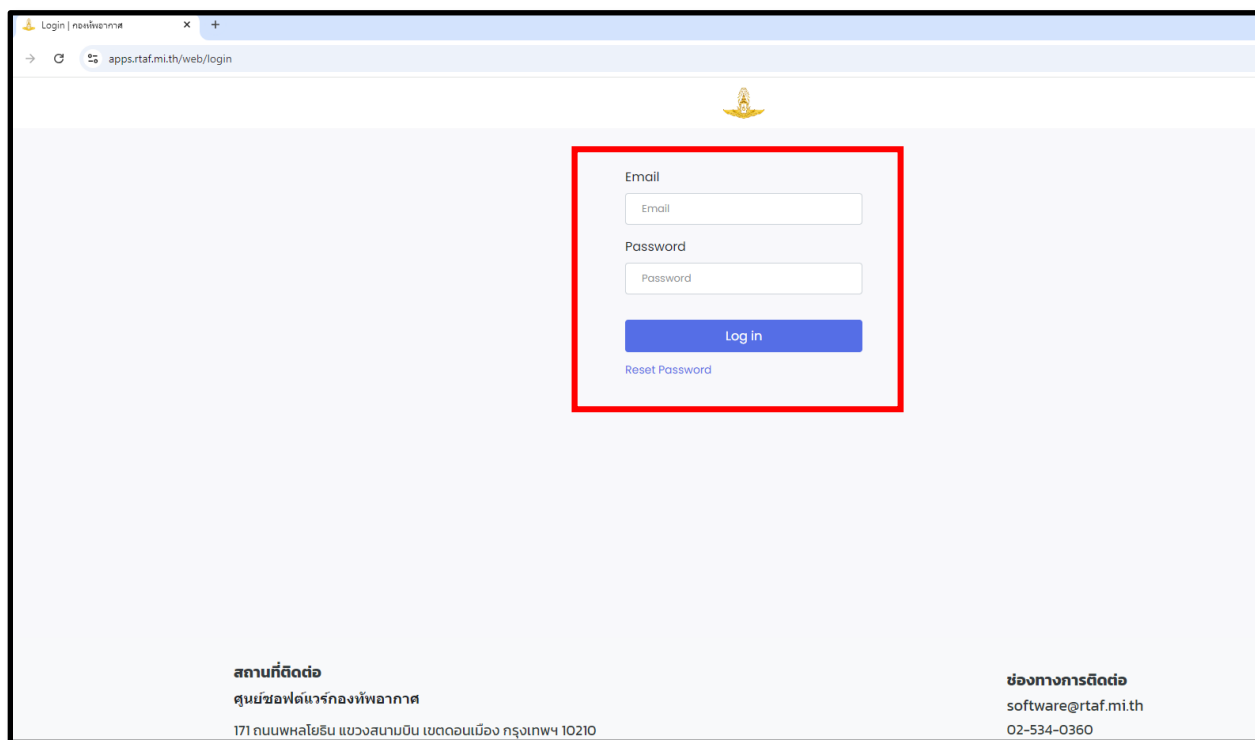 Login | กองทัพอากาศ
apps.rtaf.mi.th/web/login
Email
Email
Password
Password
Log in
Reset Password
สถานที่ติดต่อ
ศูนย์ซอฟต์แวร์กองทัพอากาศ
171 ถนนพหลโยธิน แขวงสนามบิน เขตดอนเมือง กรุงเทพฯ 10210
ช่องทางการติดต่อ
software@rtaf.mi.th
02-534-0360